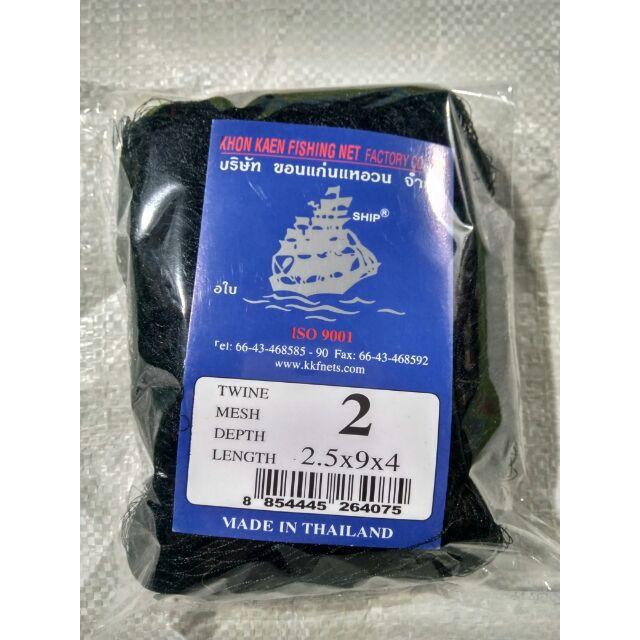 KHON KAEN FISHING NET FACTORY
บริษัท ขอนแก่นแหอวน
SHIP®
อใบ
ISO 9001
Tel: 66-43-468585 - 90 Fax: 66-43-468592
www.kkfnets.com
TWINE
MESH 2
DEPTH
LENGTH 2.5x9x4
8 854445 264075
MADE IN THAILAND